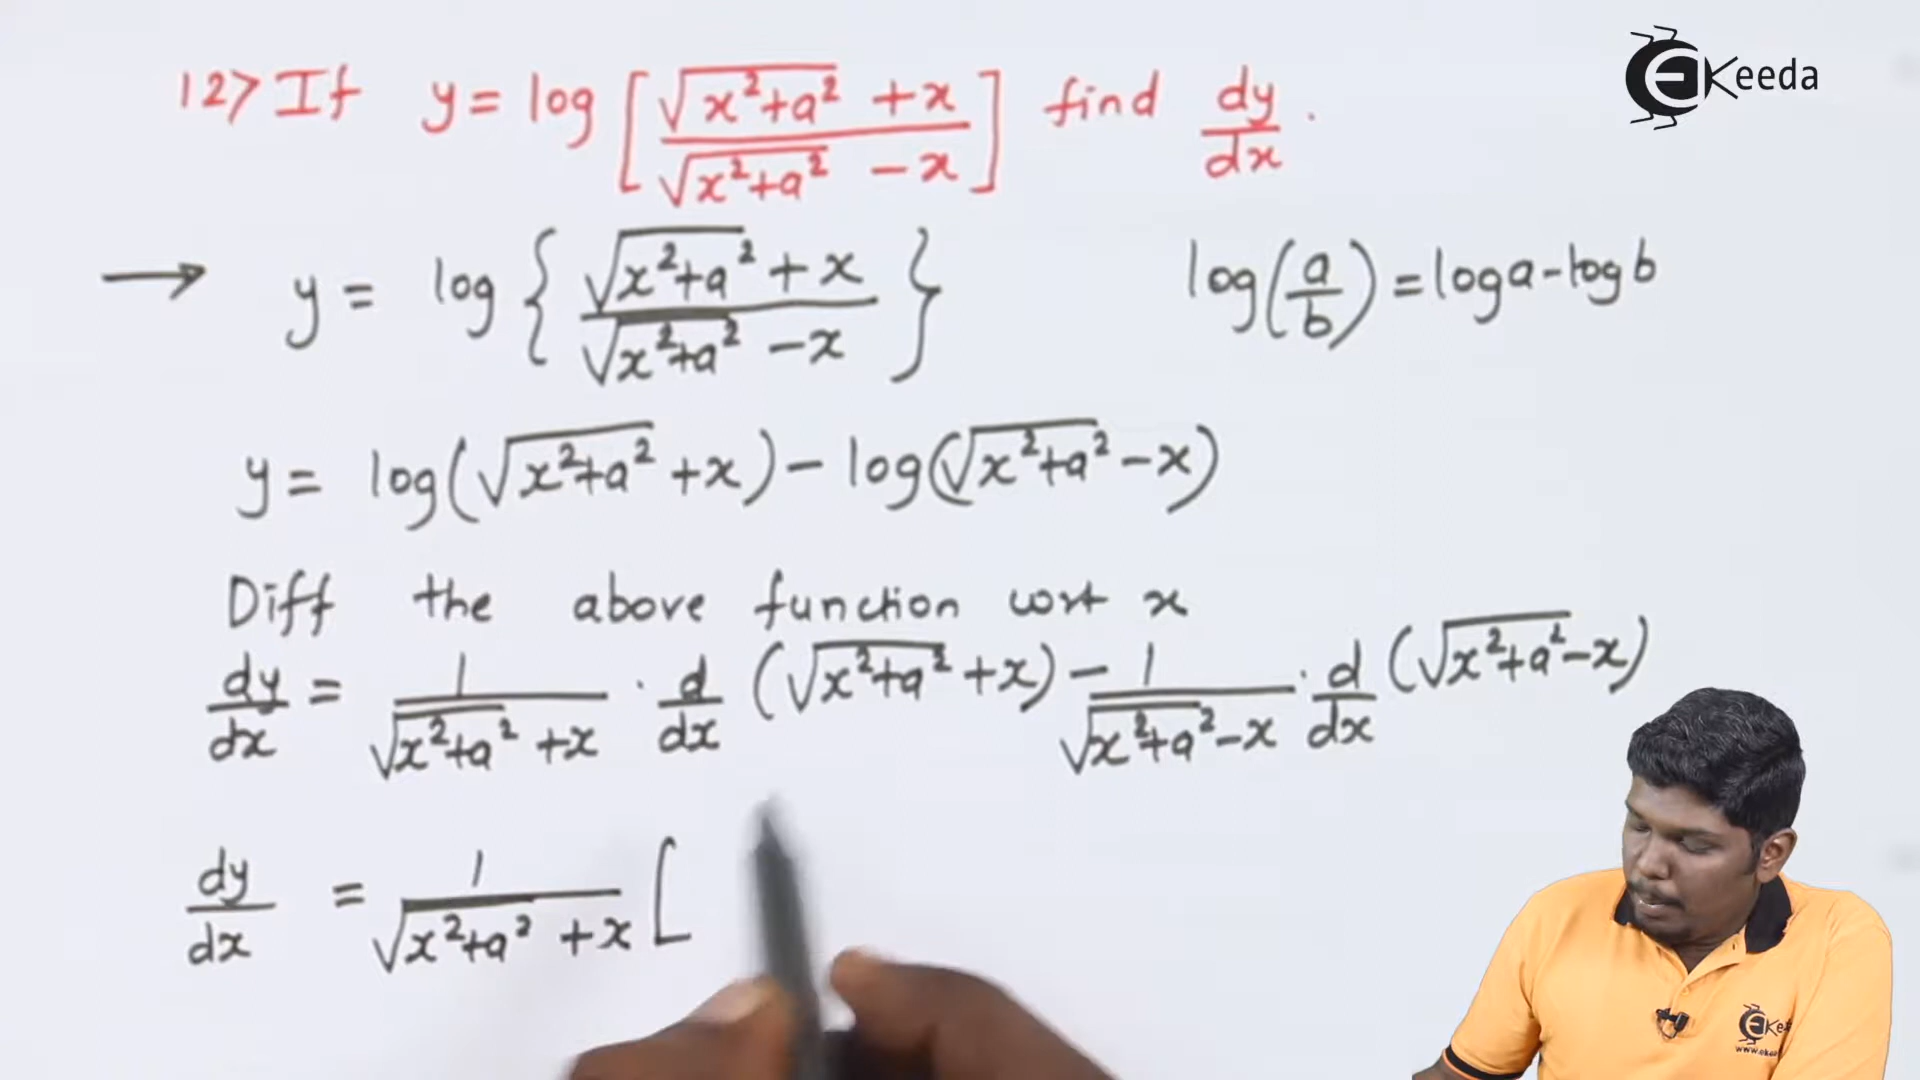 12> If y = log [ (√(x²+a²) + x) / (√(x²+a²) - x) ] find dy/dx.
EKeeda
→ y = log { (√(x²+a²) + x) / (√(x²+a²) - x) }
log(a/b) = log a - log b
y = log(√(x²+a²) + x) - log(√(x²+a²) - x)
Diff the above function wrt x
dy/dx = 1/(√(x²+a²) + x) · d/dx (√(x²+a²) + x) - 1/(√(x²+a²) - x) · d/dx (√(x²+a²) - x)
dy/dx = 1/(√(x²+a²) + x) [